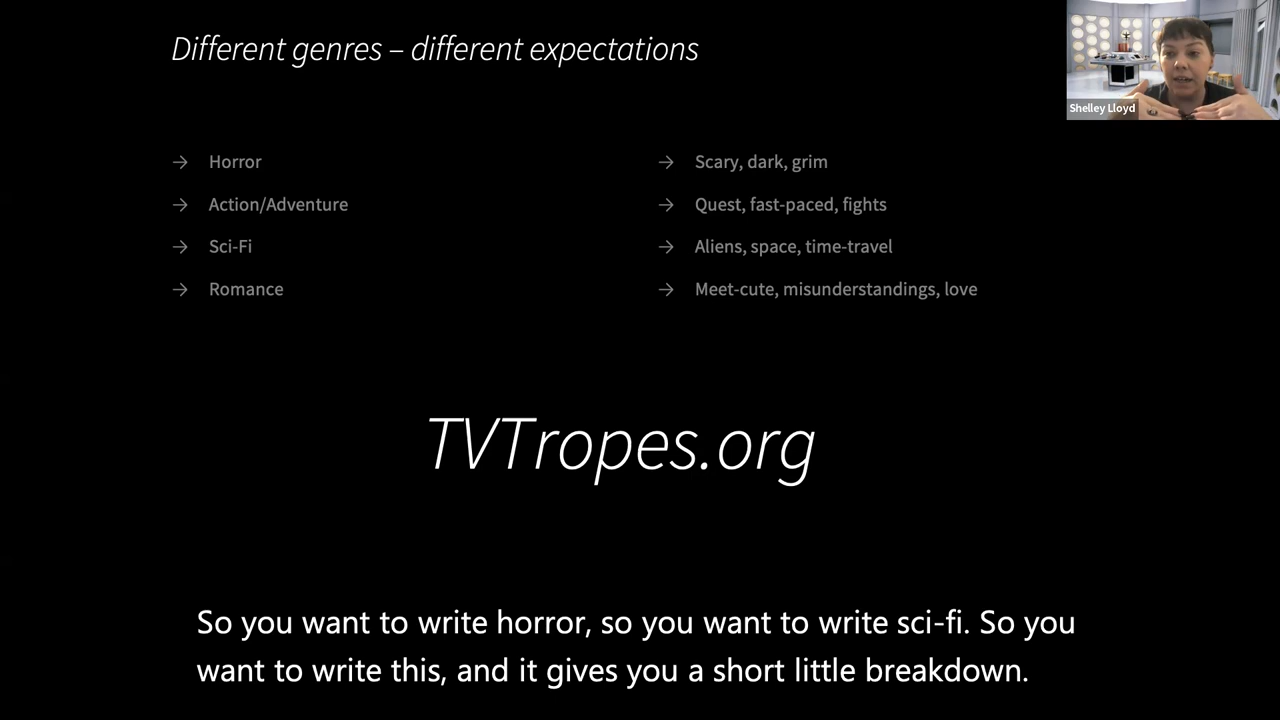 Different genres – different expectations
Shelley Lloyd
→ Horror
→ Action/Adventure
→ Sci-Fi
→ Romance
→ Scary, dark, grim
→ Quest, fast-paced, fights
→ Aliens, space, time-travel
→ Meet-cute, misunderstandings, love
TVTropes.org
So you want to write horror, so you want to write sci-fi. So you
want to write this, and it gives you a short little breakdown.